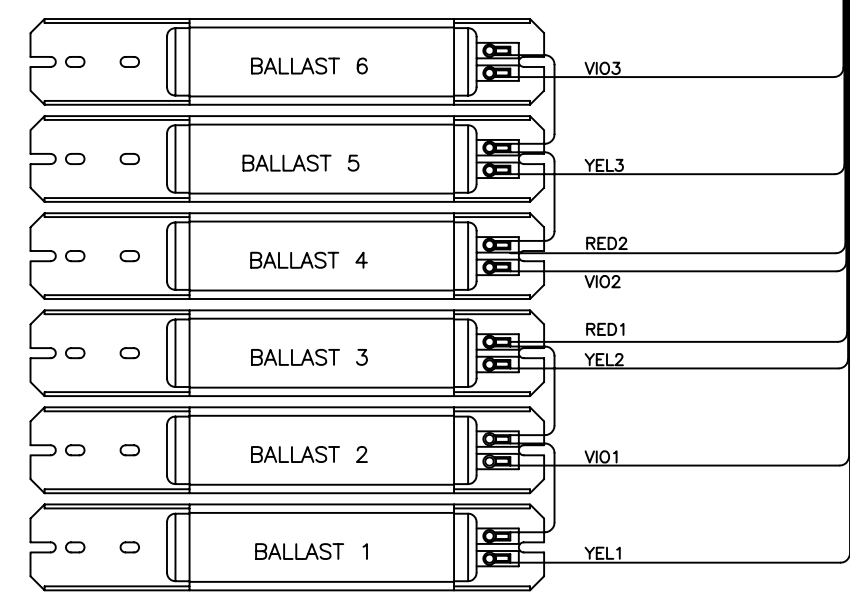 BALLAST 6
VIO3
BALLAST 5
YEL3
RED2
BALLAST 4
VIO2
RED1
BALLAST 3
YEL2
BALLAST 2
VIO1
BALLAST 1
YEL1